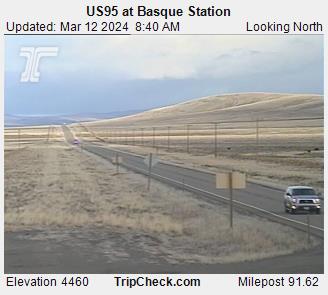 US95 at Basque Station
Updated: Mar 12 2024 8:40 AM Looking North
Elevation 4460 TripCheck.com Milepost 91.62